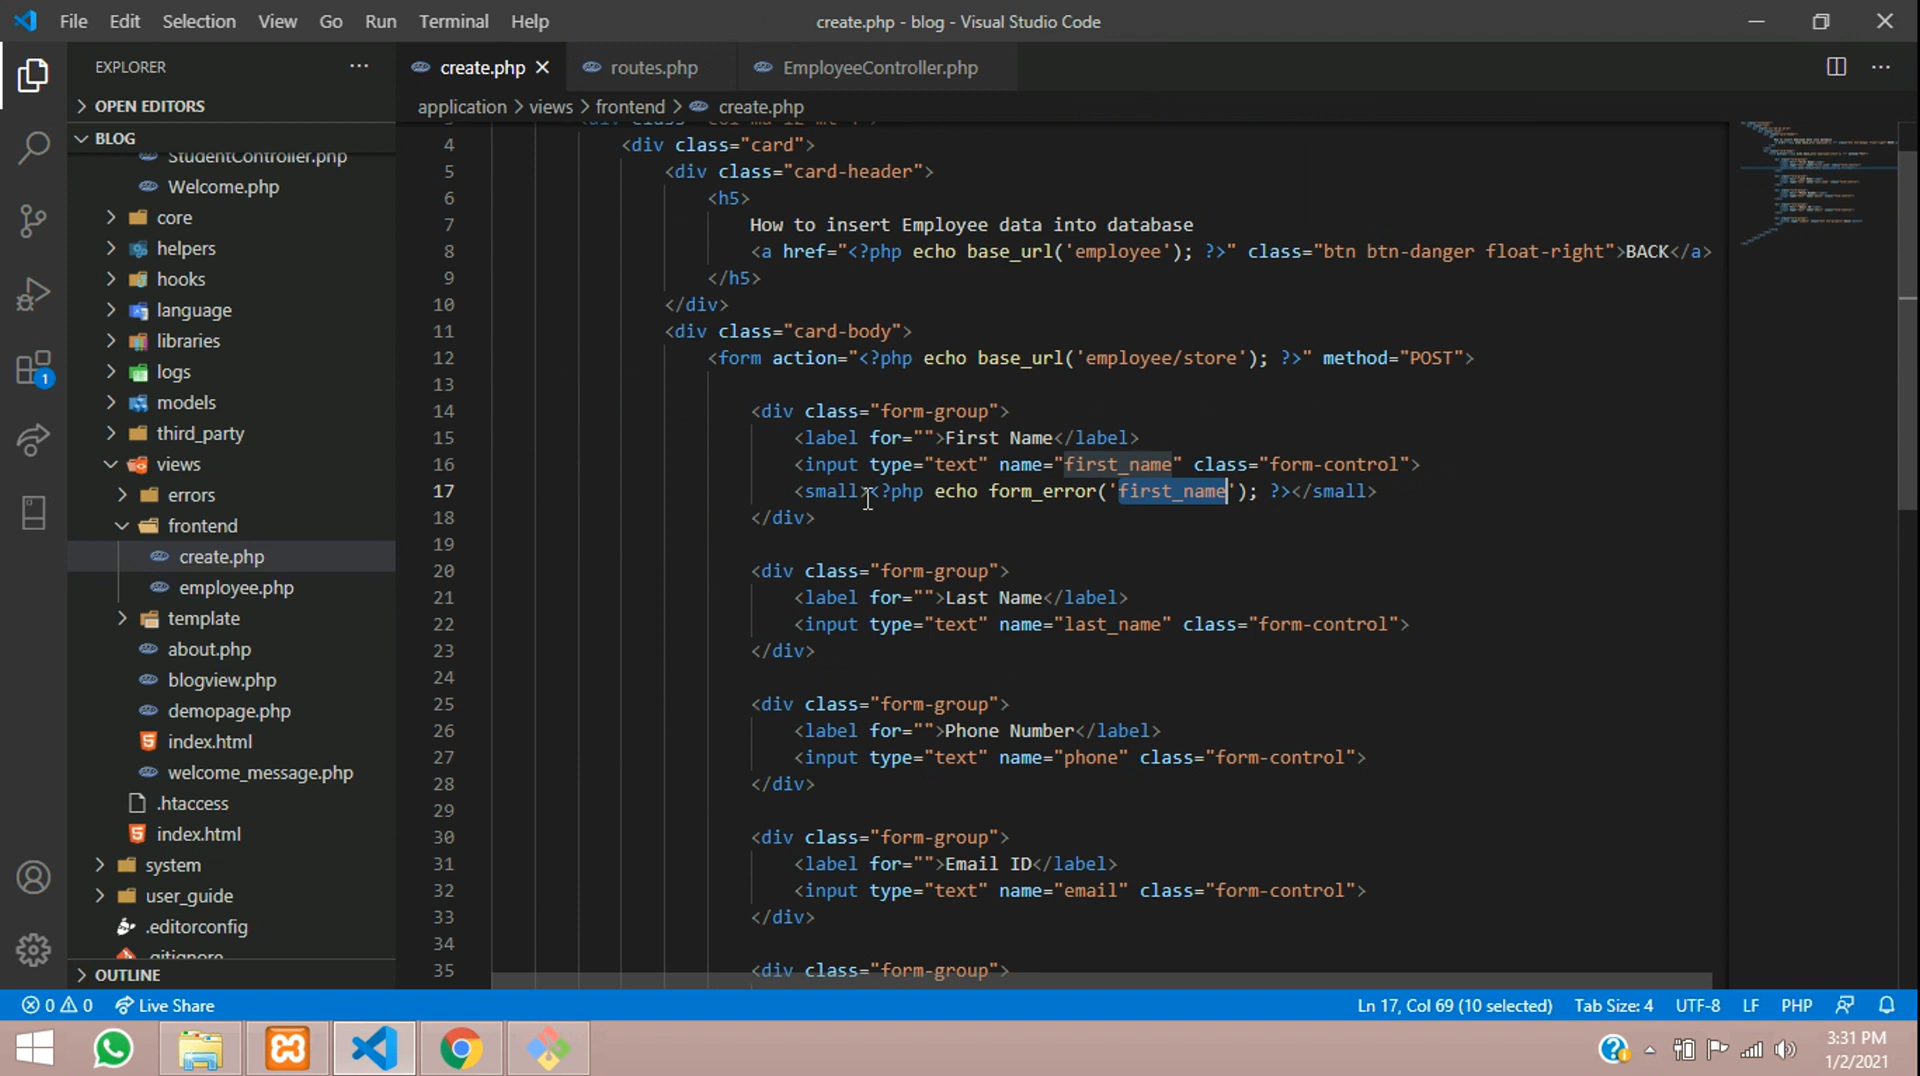 File Edit Selection View Go Run Terminal Help
create.php - blog - Visual Studio Code
EXPLORER
create.php
routes.php
EmployeeController.php
OPEN EDITORS
application > views > frontend > create.php
BLOG
StudentController.php
Welcome.php
core
helpers
hooks
language
libraries
logs
models
third_party
views
errors
frontend
create.php
employee.php
template
about.php
blogview.php
demopage.php
index.html
welcome_message.php
.htaccess
index.html
system
user_guide
.editorconfig
.gitignore
OUTLINE
4 <div class="card">
5 <div class="card-header">
6 <h5>
7 How to insert Employee data into database
8 <a href="<?php echo base_url('employee'); ?>" class="btn btn-danger float-right">BACK</a>
9 </h5>
10 </div>
11 <div class="card-body">
12 <form action="<?php echo base_url('employee/store'); ?>" method="POST">
13
14 <div class="form-group">
15 <label for="">First Name</label>
16 <input type="text" name="first_name" class="form-control">
17 <small><?php echo form_error('first_name'); ?></small>
18 </div>
19
20 <div class="form-group">
21 <label for="">Last Name</label>
22 <input type="text" name="last_name" class="form-control">
23 </div>
24
25 <div class="form-group">
26 <label for="">Phone Number</label>
27 <input type="text" name="phone" class="form-control">
28 </div>
29
30 <div class="form-group">
31 <label for="">Email ID</label>
32 <input type="text" name="email" class="form-control">
33 </div>
34
35 <div class="form-group">
0 0 Live Share
Ln 17, Col 69 (10 selected) Tab Size: 4 UTF-8 LF PHP
1
3:31 PM
1/2/2021